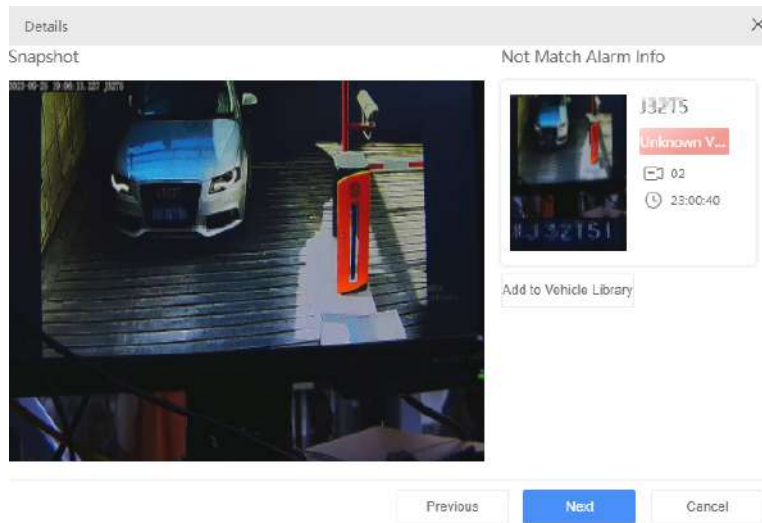 Details
Snapshot
Not Match Alarm Info
J32T5
Unknown V...
02
23:00:40
Add to Vehicle Library
Previous
Next
Cancel